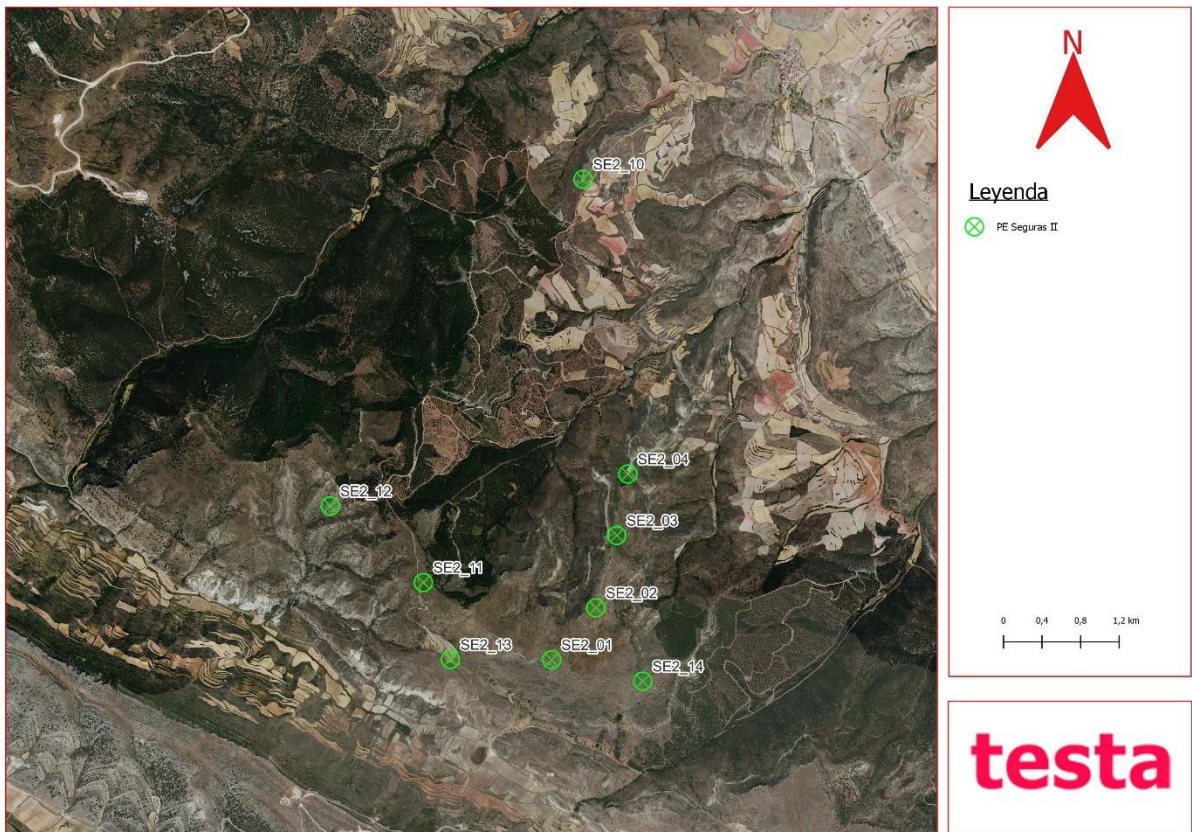 SE2_10
SE2_04
SE2_12
SE2_03
SE2_11
SE2_02
SE2_13
SE2_01
SE2_14
N
Leyenda
PE Seguras II
0 0,4 0,8 1,2 km
testa